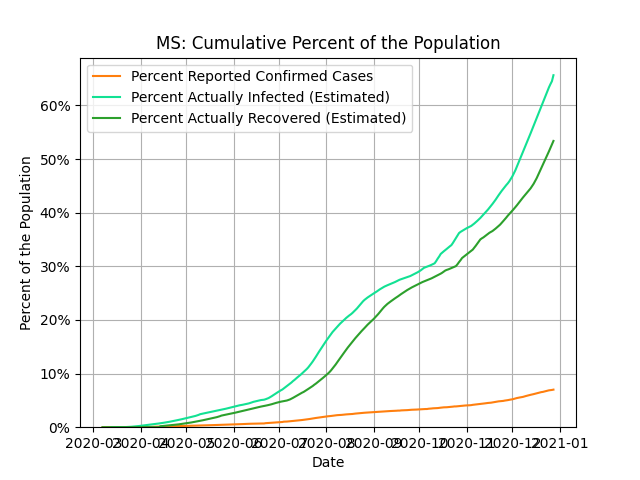 MS: Cumulative Percent of the Population
Percent Reported Confirmed Cases
Percent Actually Infected (Estimated)
Percent Actually Recovered (Estimated)
Percent of the Population
60%
50%
40%
30%
20%
10%
0%
2020-03 2020-04 2020-05 2020-06 2020-07 2020-08 2020-09 2020-10 2020-11 2020-12 2021-01
Date